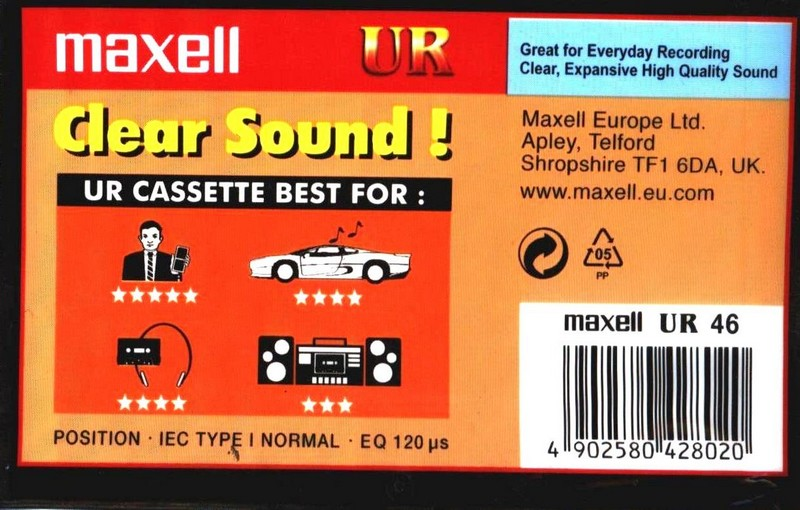 maxell UR
Great for Everyday Recording
Clear, Expansive High Quality Sound
Clear Sound !
UR CASSETTE BEST FOR :
POSITION · IEC TYPE I NORMAL · EQ 120 µs
Maxell Europe Ltd.
Apley, Telford
Shropshire TF1 6DA, UK.
www.maxell.eu.com
05
PP
maxell UR 46
4 902580 428020